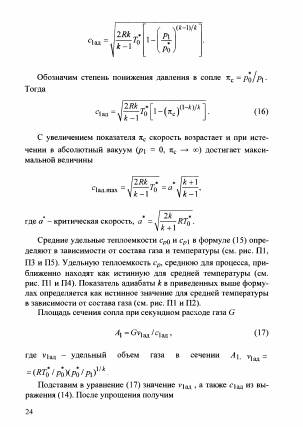 c₁ад = √( 2Rk/(k − 1) T₀* [ 1 − ( p₁/p₀* )^((k−1)/k) ] ).
Обозначим степень понижения давления в сопле π_c = p₀*/p₁.
Тогда
c₁ад = √( 2Rk/(k − 1) T₀* [ 1 − (π_c)^((1−k)/k) ] ). (16)
С увеличением показателя π_c скорость возрастает и при исте-
чении в абсолютный вакуум (p₁ = 0, π_c → ∞) достигает макси-
мальной величины
c₁ад.max = √( 2Rk/(k − 1) T₀* ) = a* √( (k + 1)/(k − 1) ),
где a* – критическая скорость, a* = √( 2k/(k + 1) RT₀* ).
Средние удельные теплоемкости c_p0 и c_p1 в формуле (15) опре-
деляют в зависимости от состава газа и температуры (см. рис. П1,
П3 и П5). Удельную теплоемкость c_p, среднюю для процесса, при-
ближенно находят как истинную для средней температуры (см.
рис. П1 и П4). Показатель адиабаты k в приведенных выше форму-
лах определяется как истинное значение для средней температуры
в зависимости от состава газа (см. рис. П1 и П2).
Площадь сечения сопла при секундном расходе газа G
A₁ = Gv₁ад / c₁ад , (17)
где v₁ад – удельный объем газа в сечении A₁, v₁ад =
= (RT₀* / p₀*)(p₀* / p₁)^(1/k)
Подставим в уравнение (17) значение v₁ад , а также c₁ад из вы-
ражения (14). После упрощения получим
24